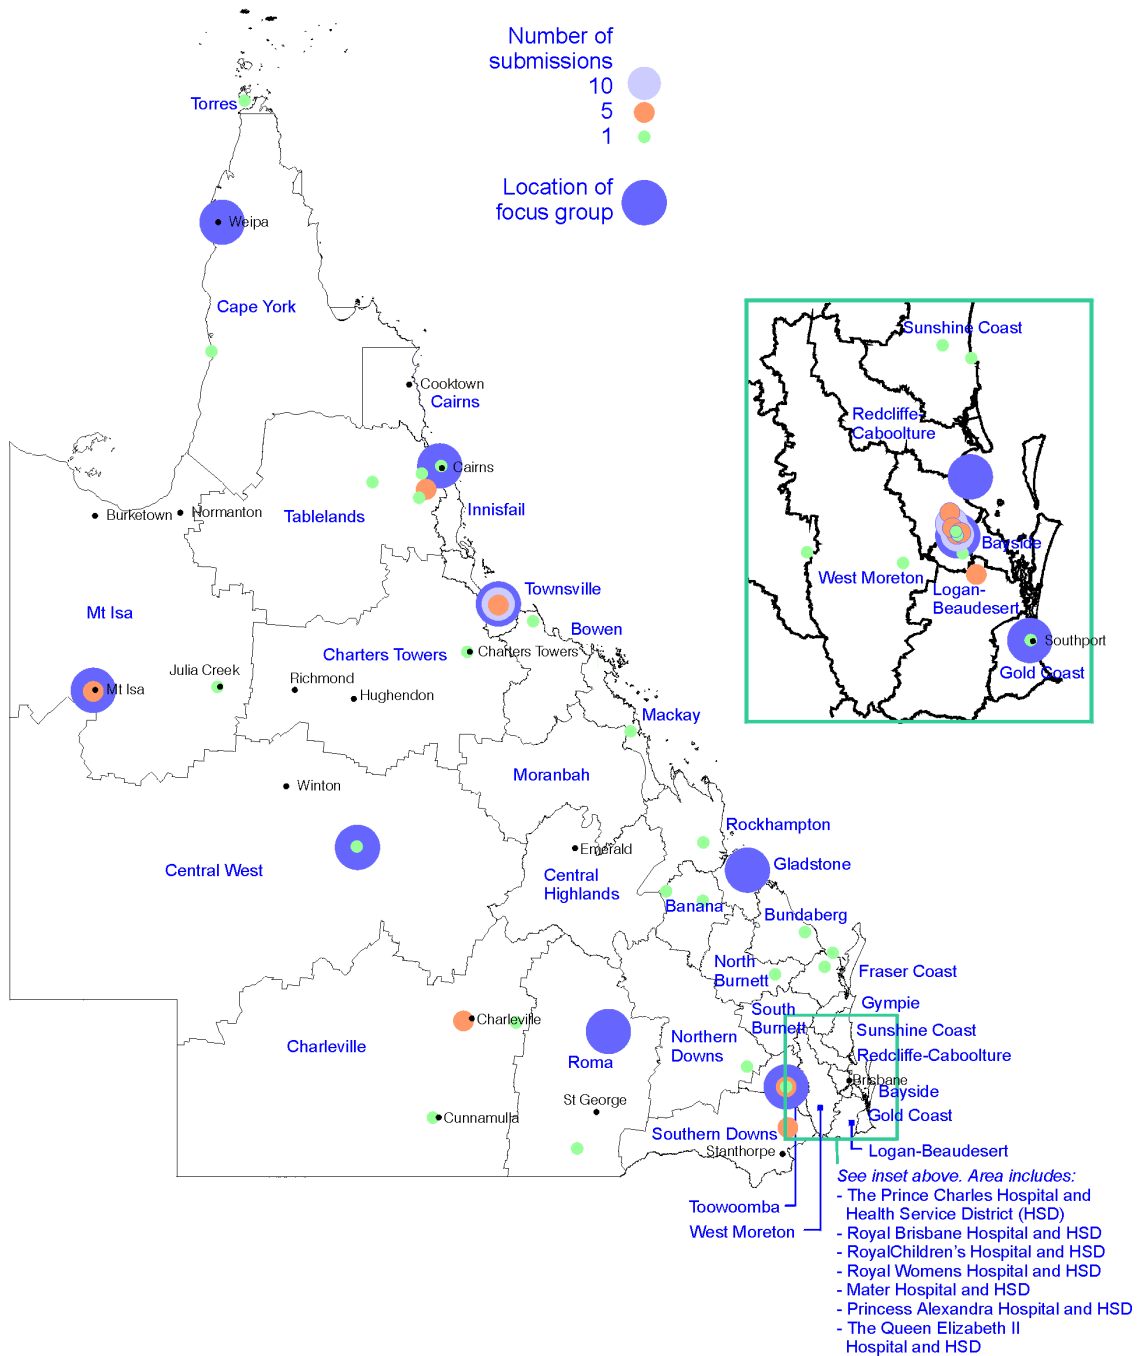 Number of
submissions
10
5
1
Location of
focus group
Torres
Weipa
Cape York
Cooktown
Cairns
Cairns
Burketown
Normanton
Tablelands
Innisfail
Townsville
Mt Isa
Bowen
Charters Towers
Charters Towers
Julia Creek
Richmond
Mt Isa
Hughendon
Mackay
Moranbah
Winton
Rockhampton
Emerald
Gladstone
Central West
Central
Highlands
Banana
Bundaberg
North
Burnett
Fraser Coast
Gympie
South
Burnett
Charleville
Sunshine Coast
Northern
Downs
Charleville
Redcliffe-Caboolture
Roma
Brisbane
Bayside
St George
Gold Coast
Cunnamulla
Southern Downs
Stanthorpe
Logan-Beaudesert
Toowoomba
West Moreton
Sunshine Coast
Redcliffe-
Caboolture
Bayside
West Moreton
Logan-
Beaudesert
Southport
Gold Coast
See inset above. Area includes:
- The Prince Charles Hospital and
Health Service District (HSD)
- Royal Brisbane Hospital and HSD
- RoyalChildren's Hospital and HSD
- Royal Womens Hospital and HSD
- Mater Hospital and HSD
- Princess Alexandra Hospital and HSD
- The Queen Elizabeth II
Hospital and HSD